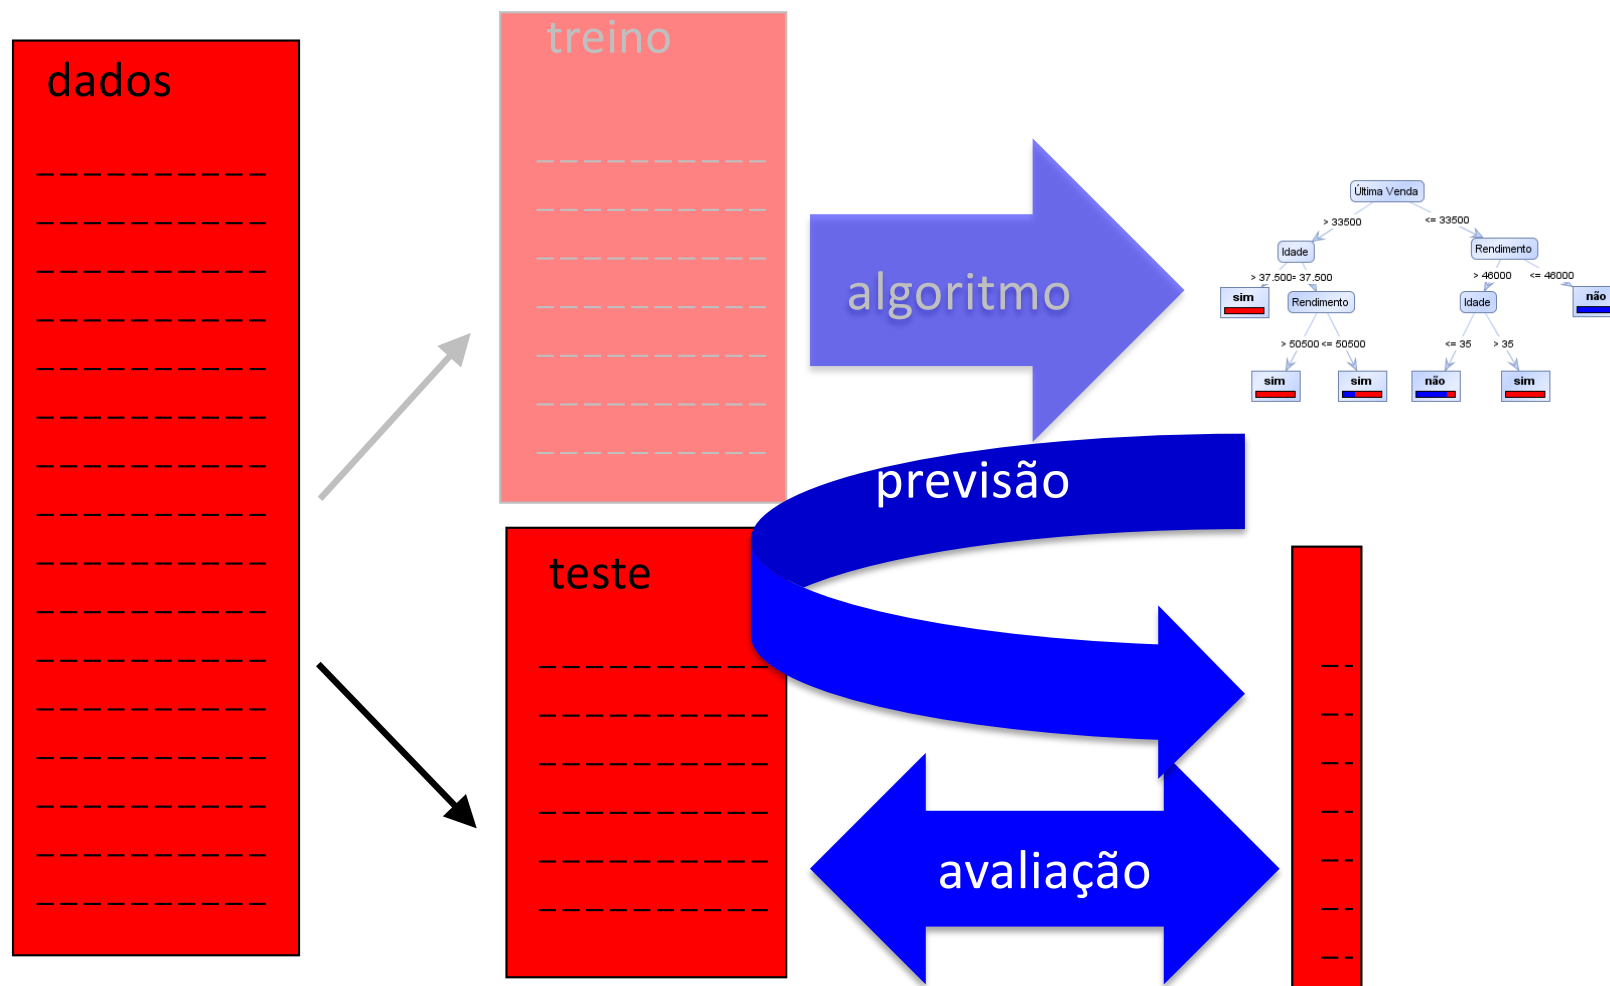 dados
treino
algoritmo
Última Venda
> 33500
<= 33500
Idade
Rendimento
> 37.500
= 37.500
> 46000
<= 46000
sim
Rendimento
Idade
não
> 50500
<= 50500
<= 35
> 35
sim
sim
não
sim
previsão
teste
avaliação